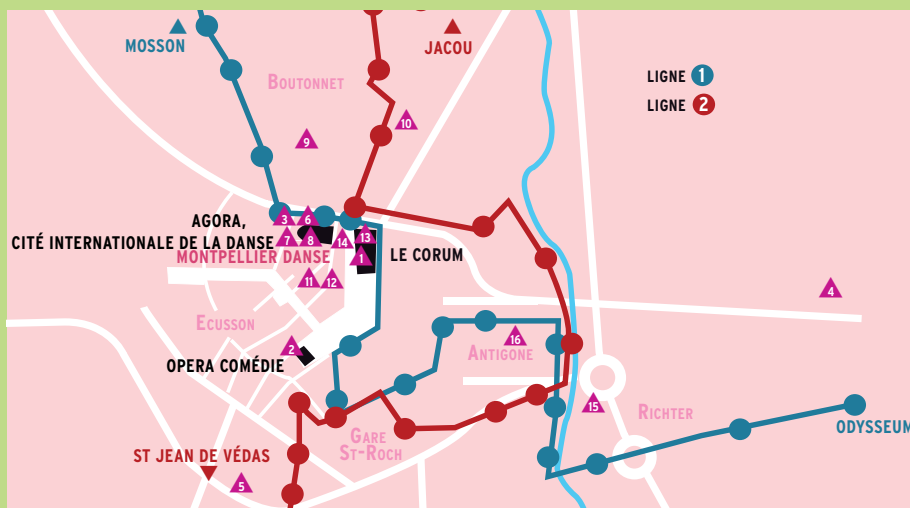 MOSSON
JACOU
LIGNE 1
LIGNE 2
BOUTONNET
10
9
AGORA,
3 6
CITÉ INTERNATIONALE DE LA DANSE
7 8 14 13
MONTPELLIER DANSE
1
LE CORUM
11 12
4
ECUSSON
2
16
ANTIGONE
OPERA COMÉDIE
15
RICHTER
ODYSSEUM
GARE
ST-ROCH
ST JEAN DE VÉDAS
5